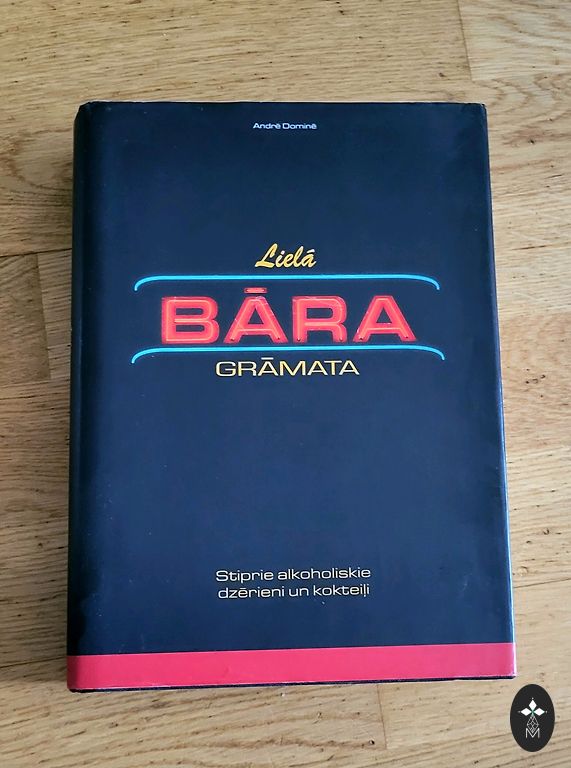 André Dominé
Lielā
BĀRA
GRĀMATA
Stiprie alkoholiskie
dzērieni un kokteiļi
M